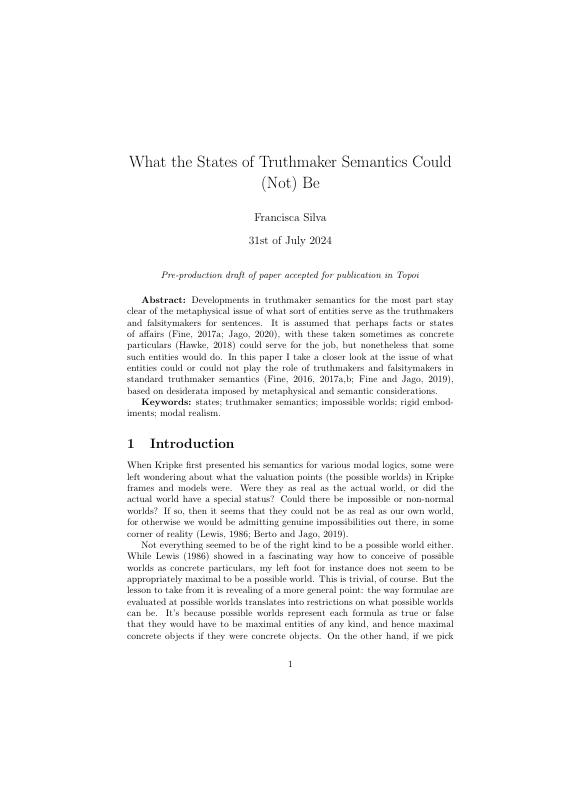 What the States of Truthmaker Semantics Could
(Not) Be
Francisca Silva
31st of July 2024
Pre-production draft of paper accepted for publication in Topoi
Abstract: Developments in truthmaker semantics for the most part stay
clear of the metaphysical issue of what sort of entities serve as the truthmakers
and falsitymakers for sentences. It is assumed that perhaps facts or states
of affairs (Fine, 2017a; Jago, 2020), with these taken sometimes as concrete
particulars (Hawke, 2018) could serve for the job, but nonetheless that some
such entities would do. In this paper I take a closer look at the issue of what
entities could or could not play the role of truthmakers and falsitymakers in
standard truthmaker semantics (Fine, 2016, 2017a,b; Fine and Jago, 2019),
based on desiderata imposed by metaphysical and semantic considerations.
Keywords: states; truthmaker semantics; impossible worlds; rigid embod-
iments; modal realism.
1 Introduction
When Kripke first presented his semantics for various modal logics, some were
left wondering about what the valuation points (the possible worlds) in Kripke
frames and models were. Were they as real as the actual world, or did the
actual world have a special status? Could there be impossible or non-normal
worlds? If so, then it seems that they could not be as real as our own world,
for otherwise we would be admitting genuine impossibilities out there, in some
corner of reality (Lewis, 1986; Berto and Jago, 2019).
Not everything seemed to be of the right kind to be a possible world either.
While Lewis (1986) showed in a fascinating way how to conceive of possible
worlds as concrete particulars, my left foot for instance does not seem to be
appropriately maximal to be a possible world. This is trivial, of course. But the
lesson to take from it is revealing of a more general point: the way formulae are
evaluated at possible worlds translates into restrictions on what possible worlds
can be. It's because possible worlds represent each formula as true or false
that they would have to be maximal entities of any kind, and hence maximal
concrete objects if they were concrete objects. On the other hand, if we pick
1